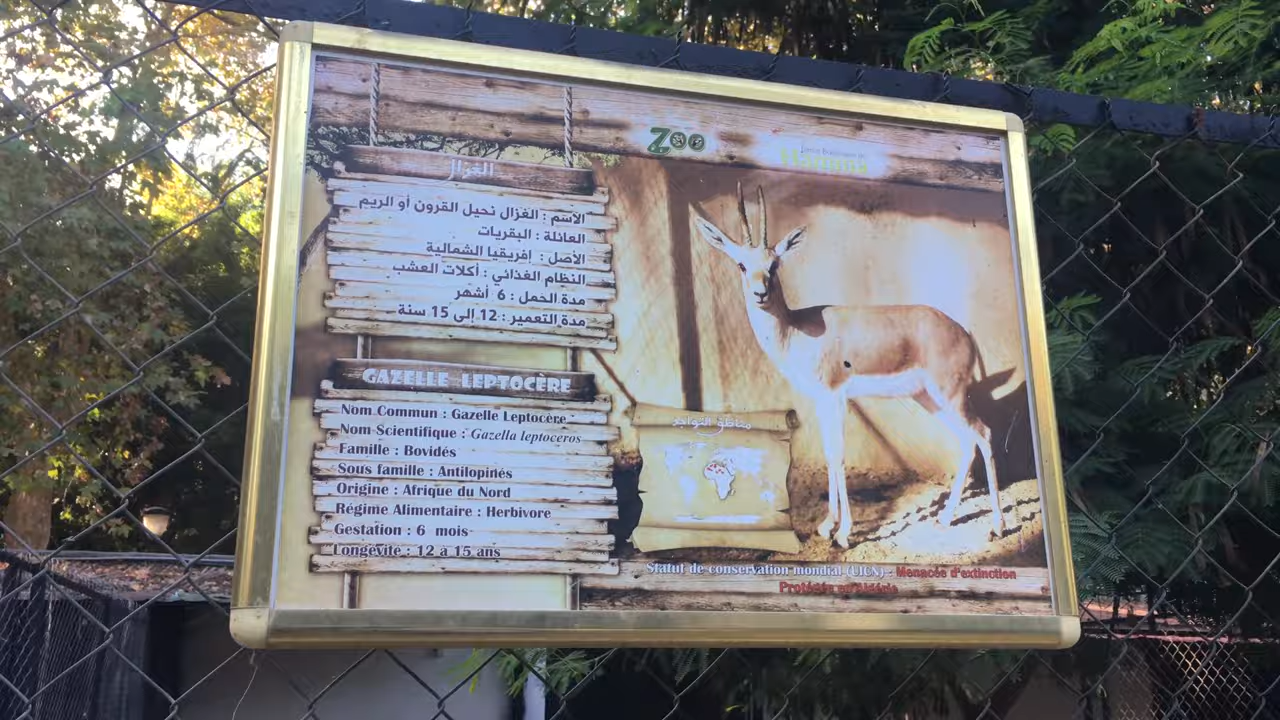 Zoo
Hamma
الغزال
الاسم : الغزال نحيل القرون أو الريم
العائلة : البقريات
الأصل : إفريقيا الشمالية
النظام الغذائي : أكلات العشب
مدة الحمل : 6 أشهر
مدة التعمير : 12 إلى 15 سنة
GAZELLE LEPTOCÈRE
Nom Commun : Gazelle Leptocère
Nom Scientifique : Gazella leptoceros
Famille : Bovidés
Sous famille : Antilopinés
Origine : Afrique du Nord
Régime Alimentaire : Herbivore
Gestation : 6 mois
Longévité : 12 à 15 ans
مناطق التواجد
Statut de conservation mondial (UICN) : Menacée d'extinction
Protégée en Algérie